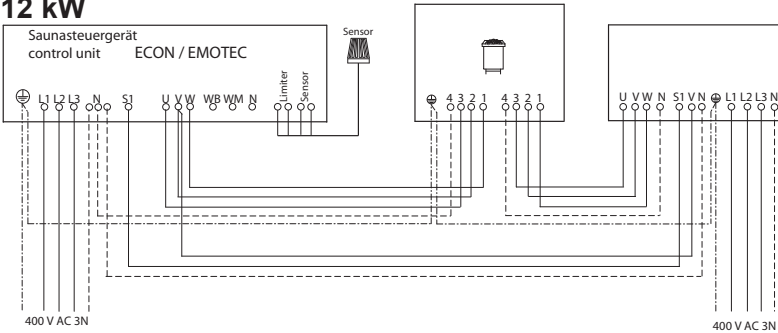 12 kW
Saunasteuergerät
control unit ECON / EMOTEC
Sensor
L1 L2 L3 N S1 U V W WB WM N Limiter Sensor
4 3 2 1 4 3 2 1
U V W N S1 V N L1 L2 L3 N
400 V AC 3N
400 V AC 3N